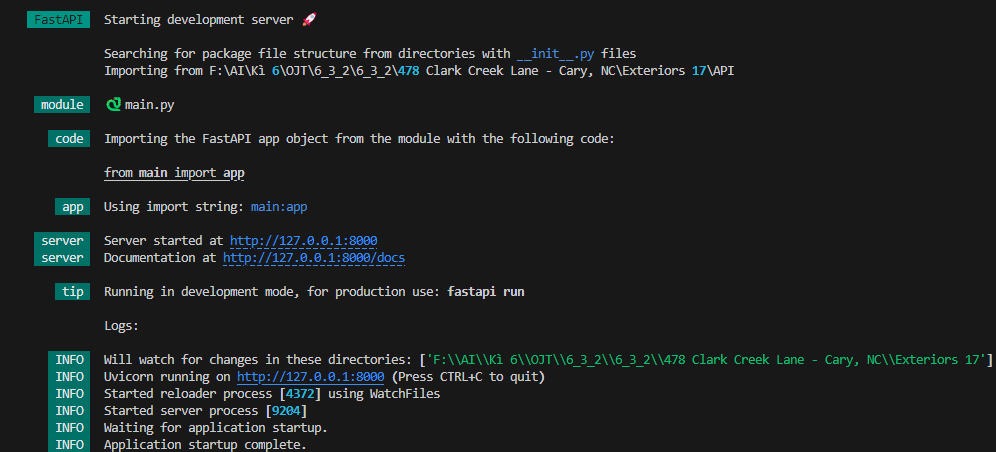 FastAPI Starting development server 🚀
Searching for package file structure from directories with __init__.py files
Importing from F:\AI\Kì 6\OJT\6_3_2\6_3_2\478 Clark Creek Lane - Cary, NC\Exteriors 17\API
module 🐍 main.py
code Importing the FastAPI app object from the module with the following code:
from main import app
app Using import string: main:app
server Server started at http://127.0.0.1:8000
server Documentation at http://127.0.0.1:8000/docs
tip Running in development mode, for production use: fastapi run
Logs:
INFO Will watch for changes in these directories: ['F:\\AI\\Kì 6\\OJT\\6_3_2\\6_3_2\\478 Clark Creek Lane - Cary, NC\\Exteriors 17']
INFO Uvicorn running on http://127.0.0.1:8000 (Press CTRL+C to quit)
INFO Started reloader process [4372] using WatchFiles
INFO Started server process [9204]
INFO Waiting for application startup.
INFO Application startup complete.